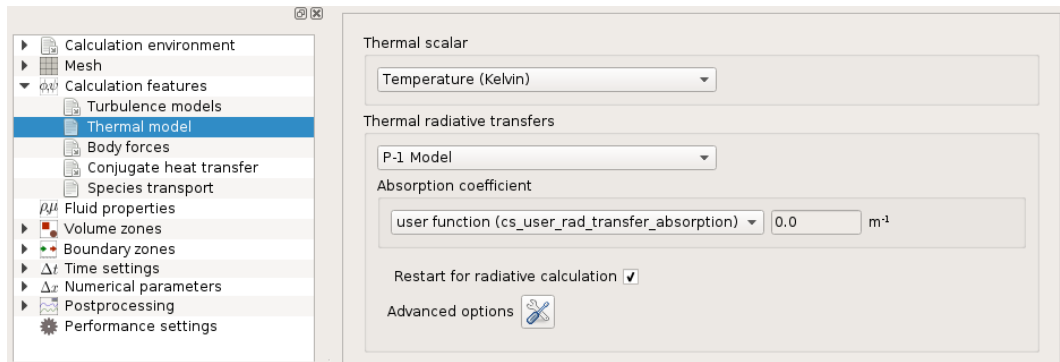 Calculation environment
Mesh
Calculation features
Turbulence models
Thermal model
Body forces
Conjugate heat transfer
Species transport
Fluid properties
Volume zones
Boundary zones
Δt Time settings
Δx Numerical parameters
Postprocessing
Performance settings
Thermal scalar
Temperature (Kelvin)
Thermal radiative transfers
P-1 Model
Absorption coefficient
user function (cs_user_rad_transfer_absorption) 0.0 m⁻¹
Restart for radiative calculation
Advanced options